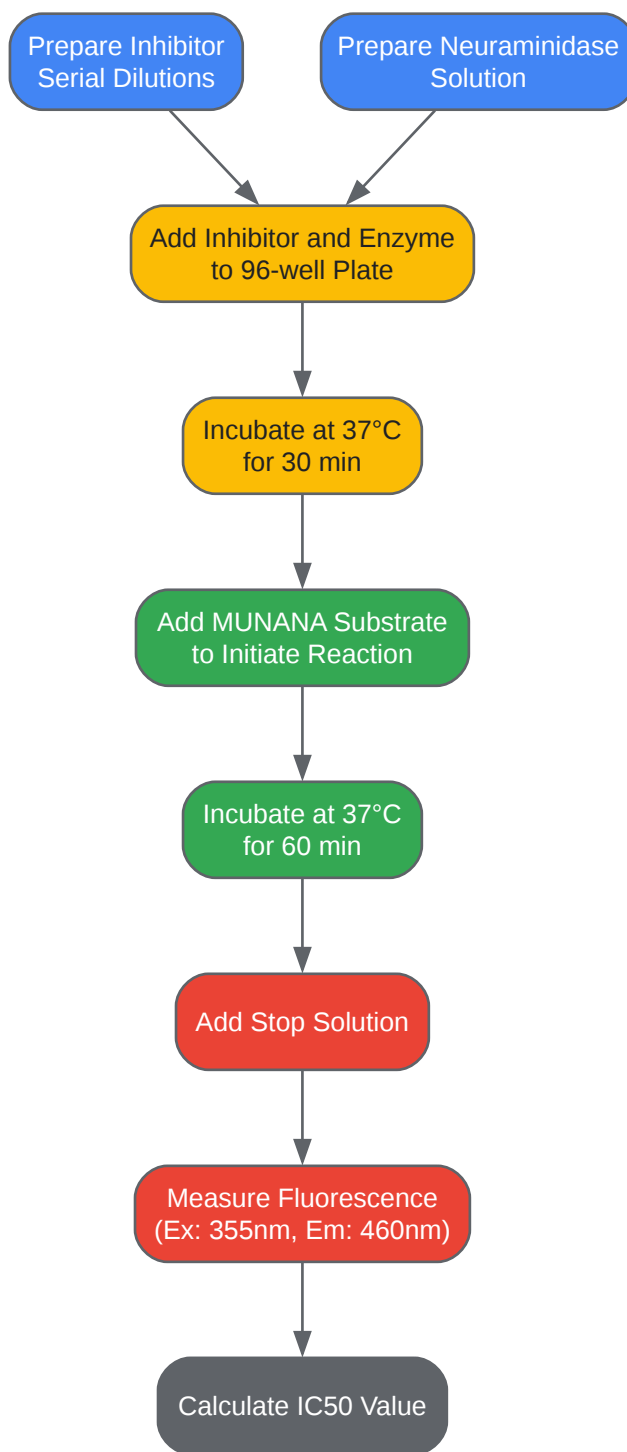 Prepare Inhibitor
Serial Dilutions
Prepare Neuraminidase
Solution
Add Inhibitor and Enzyme
to 96-well Plate
Incubate at 37°C
for 30 min
Add MUNANA Substrate
to Initiate Reaction
Incubate at 37°C
for 60 min
Add Stop Solution
Measure Fluorescence
(Ex: 355nm, Em: 460nm)
Calculate IC50 Value